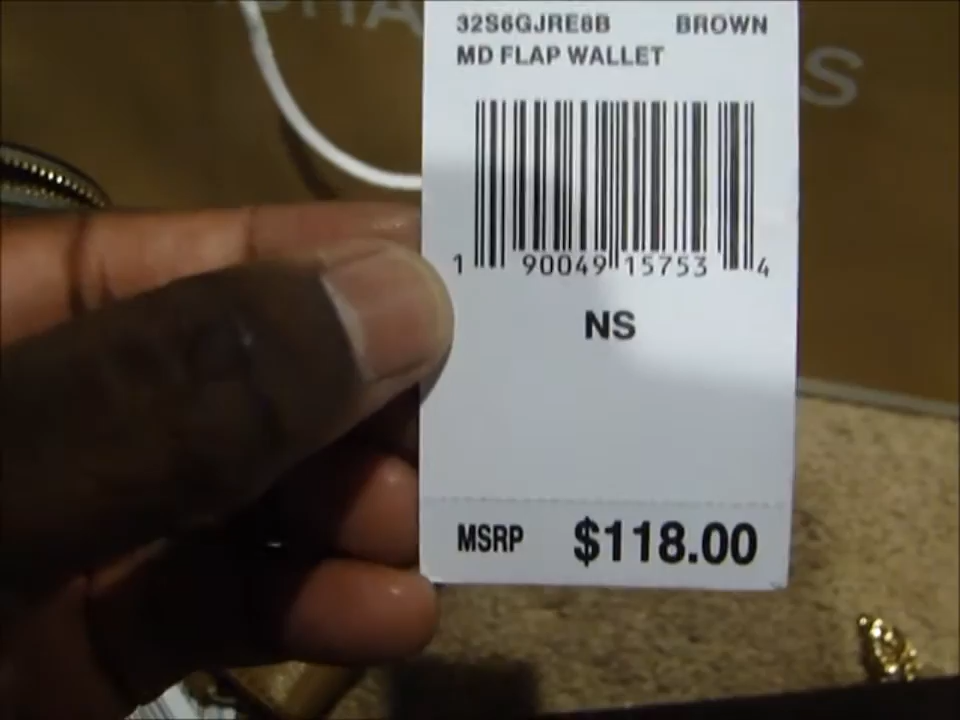 32S6GJRE8B BROWN
MD FLAP WALLET
1 90049 15753 4
NS
MSRP $118.00